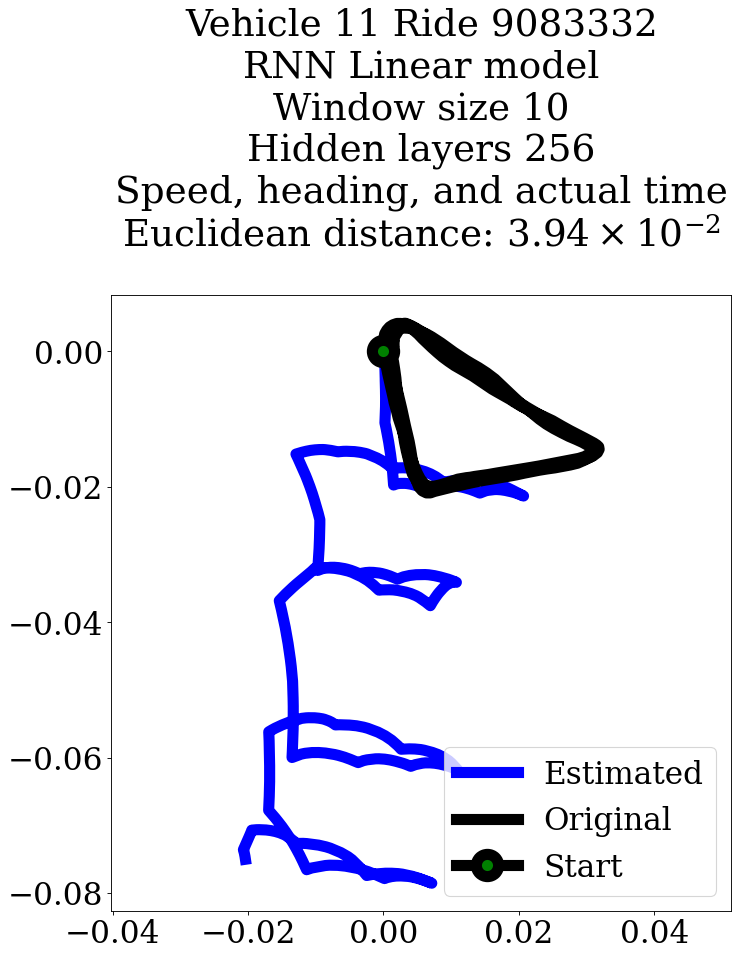 Vehicle 11 Ride 9083332
RNN Linear model
Window size 10
Hidden layers 256
Speed, heading, and actual time
Euclidean distance: 3.94 × 10⁻²
0.00
−0.02
−0.04
−0.06
−0.08
Estimated
Original
Start
−0.04 −0.02 0.00 0.02 0.04